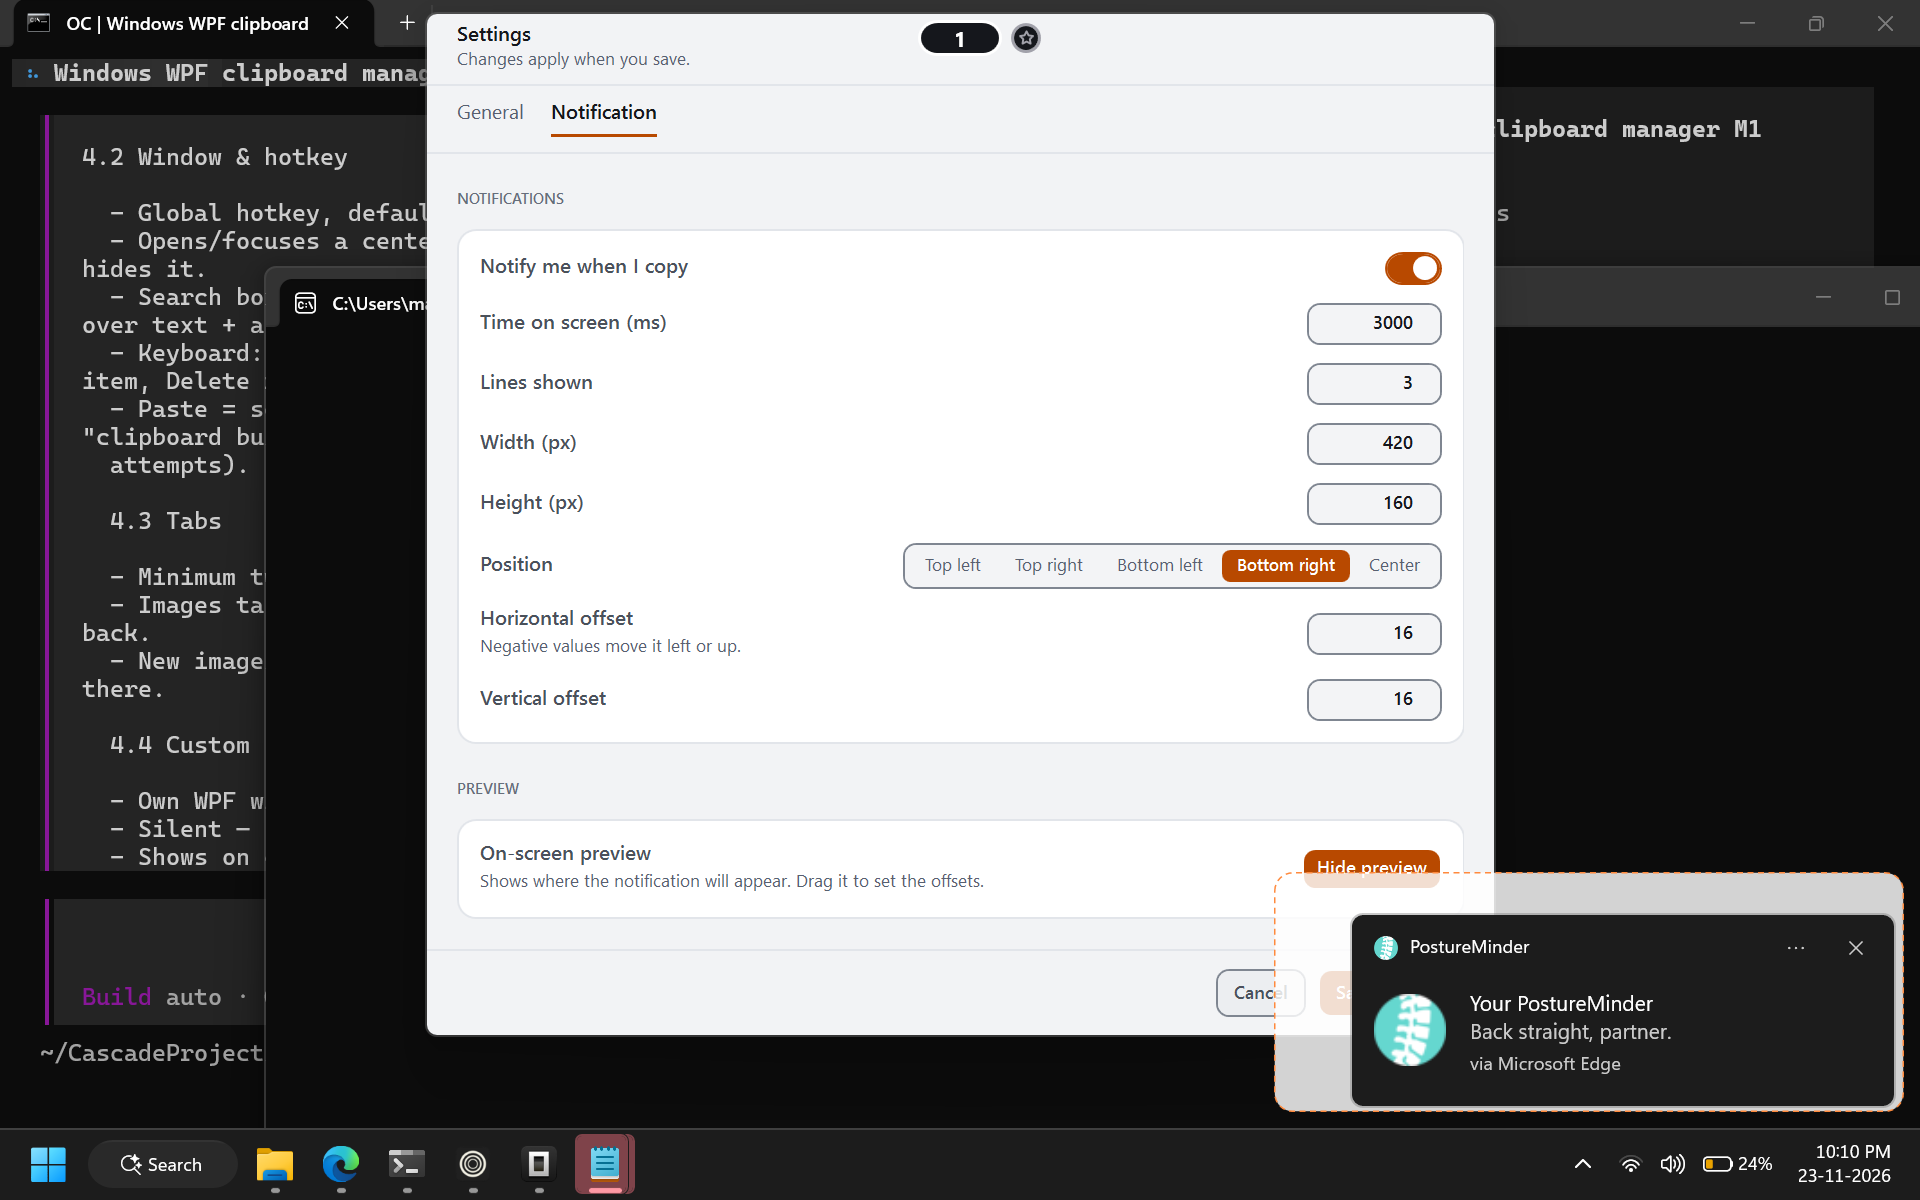 OC | Windows WPF clipboard
Windows WPF clipboard manag
4.2 Window & hotkey
- Global hotkey, defaul
- Opens/focuses a cente
hides it.
- Search bo
over text + a
- Keyboard:
item, Delete
- Paste = s
"clipboard bu
attempts).
4.3 Tabs
- Minimum t
- Images ta
back.
- New image
there.
4.4 Custom
- Own WPF w
- Silent —
- Shows on
Build auto ·
~/CascadeProject
C:\Users\ma
lipboard manager M1
s
Settings
Changes apply when you save.
1
General
Notification
NOTIFICATIONS
Notify me when I copy
Time on screen (ms)
3000
Lines shown
3
Width (px)
420
Height (px)
160
Position
Top left
Top right
Bottom left
Bottom right
Center
Horizontal offset
Negative values move it left or up.
16
Vertical offset
16
PREVIEW
On-screen preview
Shows where the notification will appear. Drag it to set the offsets.
Hide preview
Cancel
Sa
PostureMinder
Your PostureMinder
Back straight, partner.
via Microsoft Edge
Search
24%
10:10 PM
23-11-2026